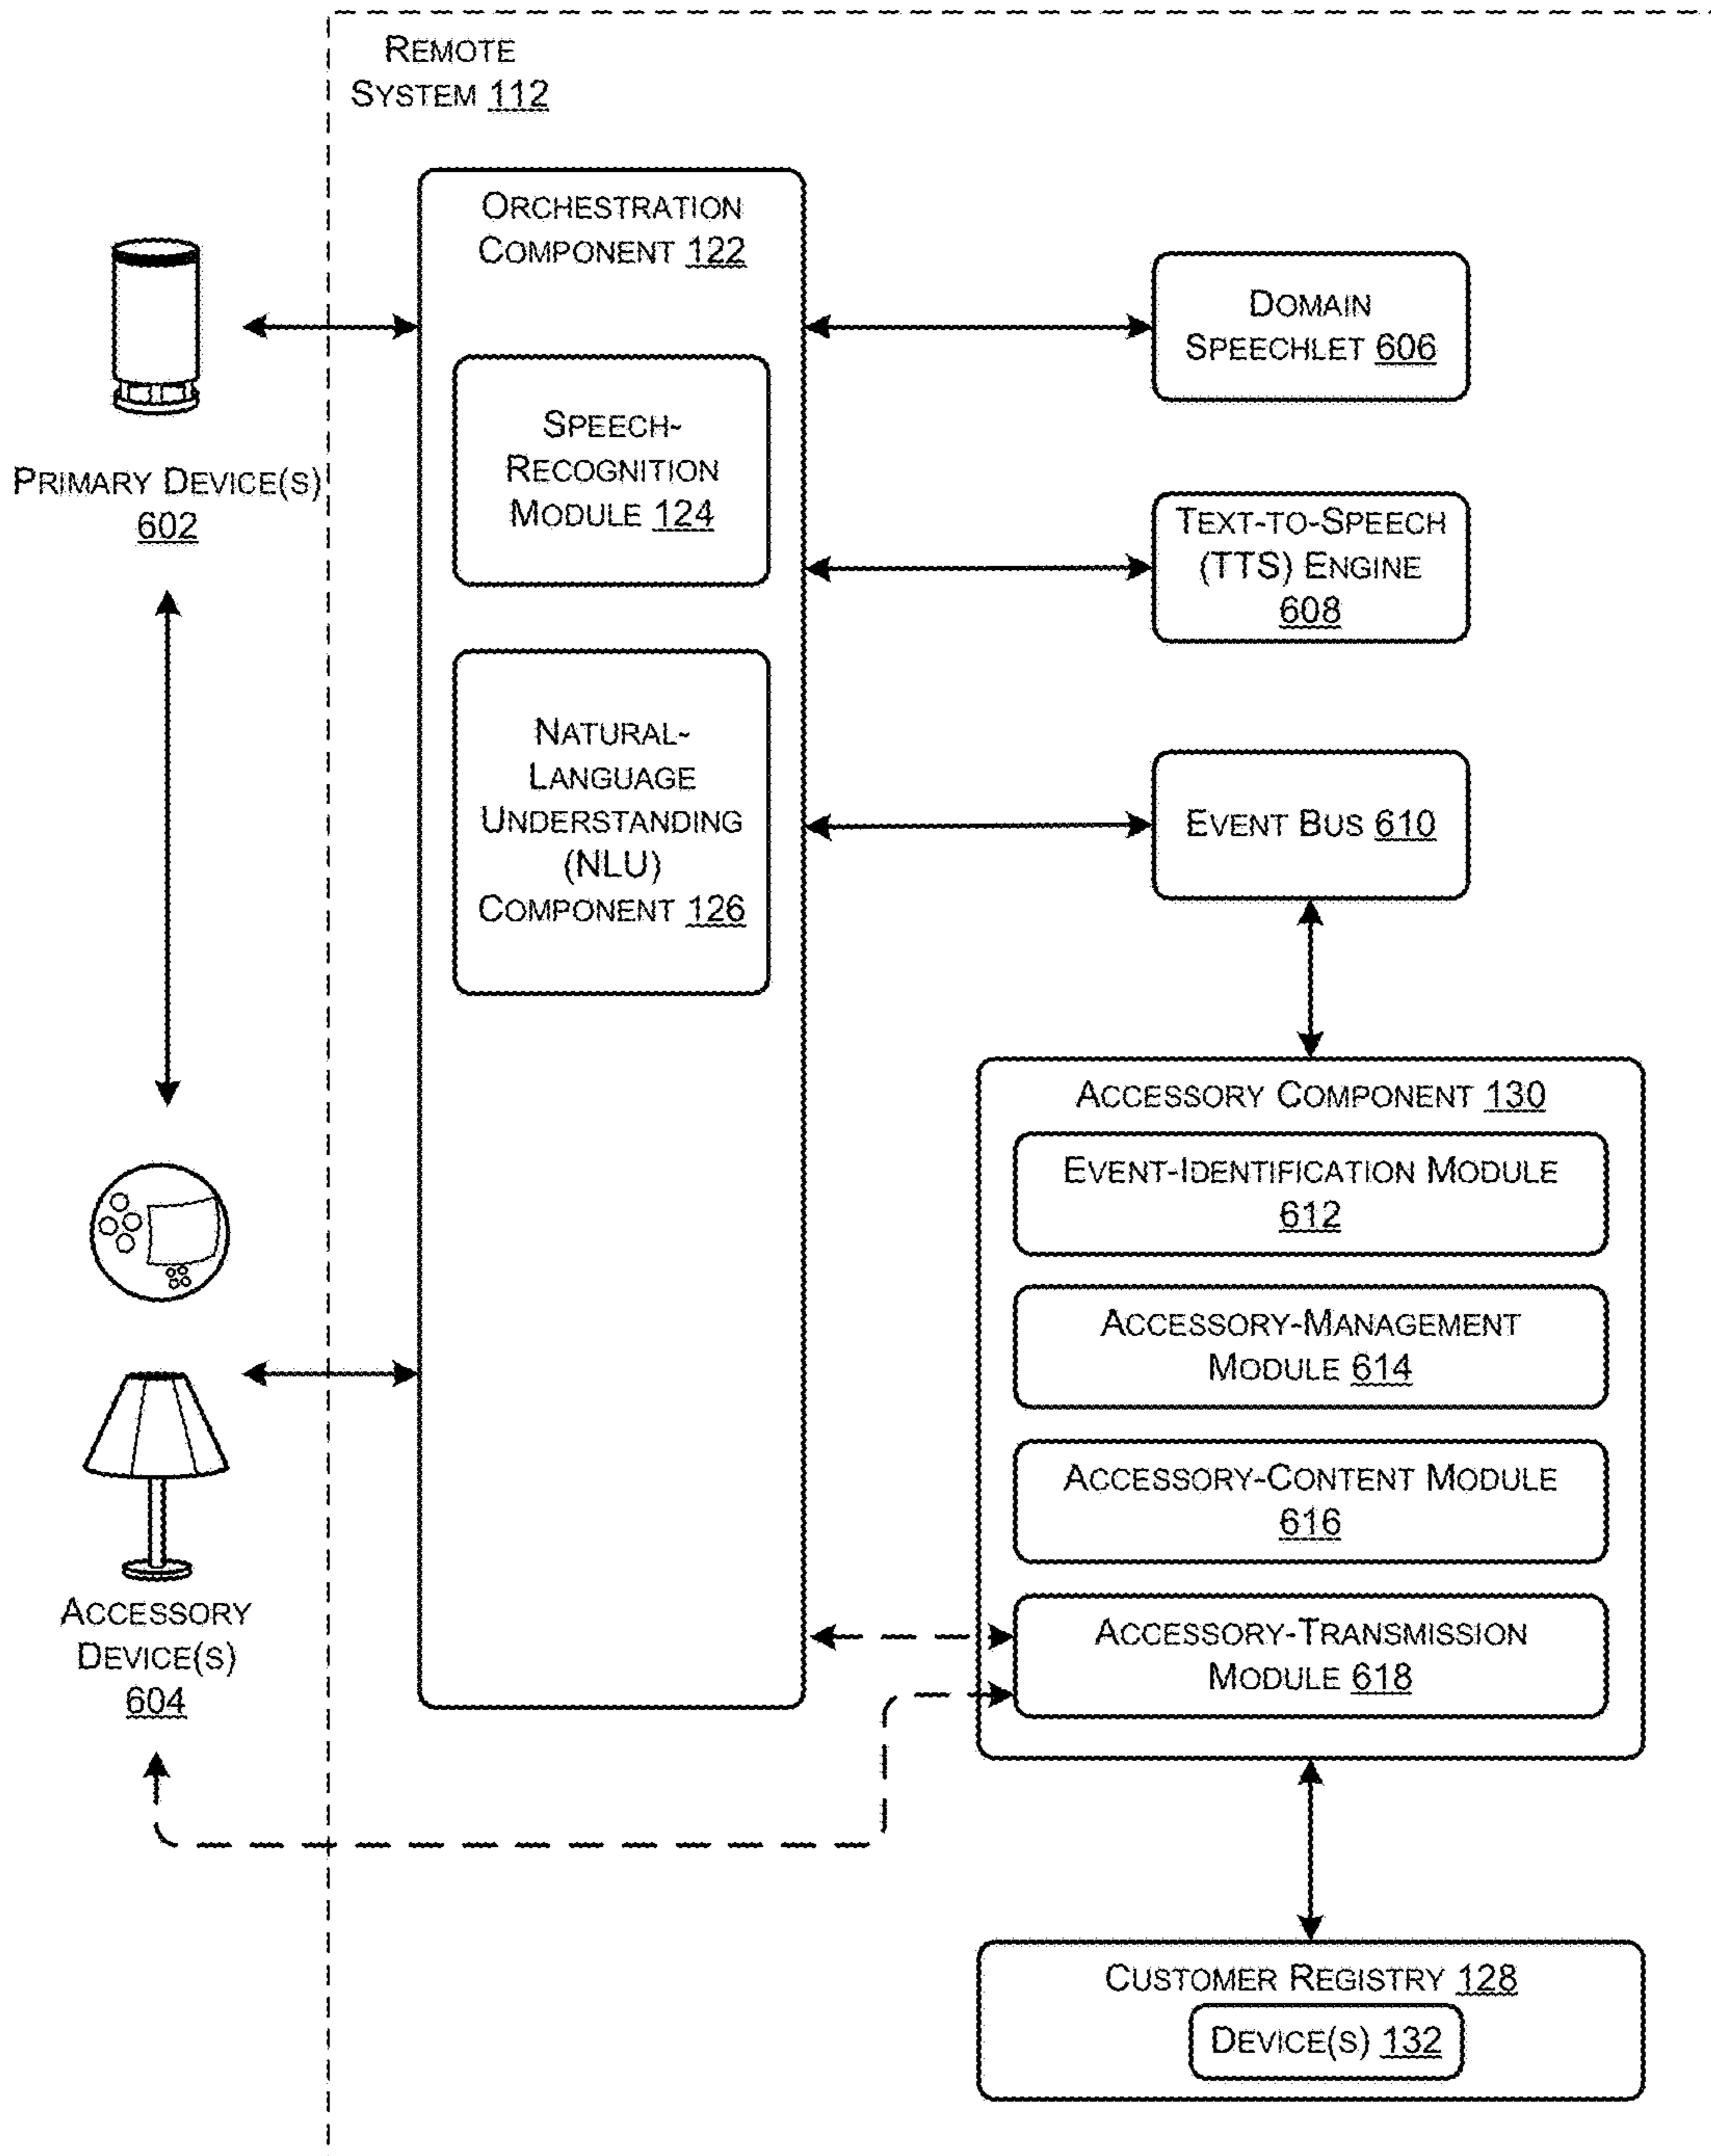 REMOTE
SYSTEM 112
ORCHESTRATION
COMPONENT 122
SPEECH-
RECOGNITION
MODULE 124
NATURAL-
LANGUAGE
UNDERSTANDING
(NLU)
COMPONENT 126
PRIMARY DEVICE(S)
602
ACCESSORY
DEVICE(S)
604
DOMAIN
SPEECHLET 606
TEXT-TO-SPEECH
(TTS) ENGINE
608
EVENT BUS 610
ACCESSORY COMPONENT 130
EVENT-IDENTIFICATION MODULE
612
ACCESSORY-MANAGEMENT
MODULE 614
ACCESSORY-CONTENT MODULE
616
ACCESSORY-TRANSMISSION
MODULE 618
CUSTOMER REGISTRY 128
DEVICE(S) 132